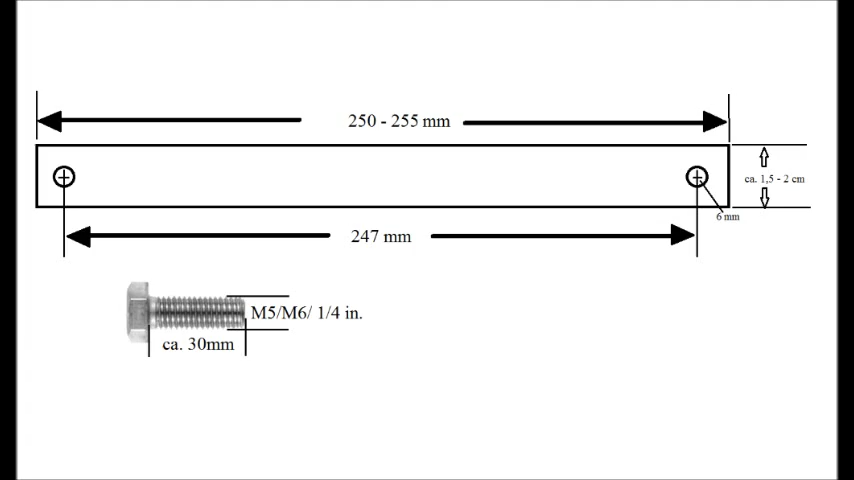 250 - 255 mm
ca. 1,5 - 2 cm
6 mm
247 mm
M5/M6/ 1/4 in.
ca. 30mm